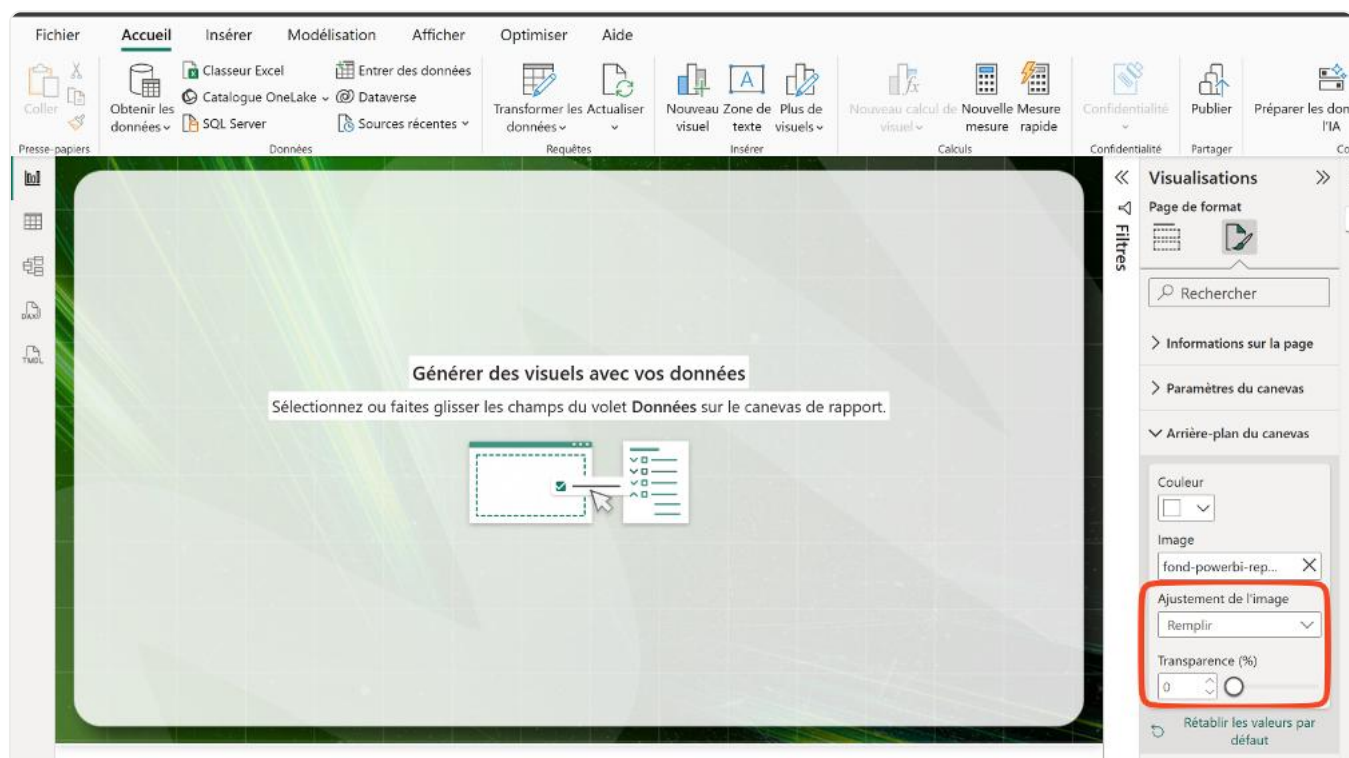 Fichier Accueil Insérer Modélisation Afficher Optimiser Aide
Coller
Obtenir les données
Classeur Excel
Catalogue OneLake
SQL Server
Entrer des données
Dataverse
Sources récentes
Transformer les données
Actualiser
Nouveau visuel
Zone de texte
Plus de visuels
Nouveau calcul de visuel
Nouvelle mesure
Mesure rapide
Confidentialité
Publier
Préparer les don
l'IA
Presse-papiers Données Requêtes Insérer Calculs Confidentialité Partager Co
DAX
TMDL
Générer des visuels avec vos données
Sélectionnez ou faites glisser les champs du volet Données sur le canevas de rapport.
Filtres
Visualisations
Page de format
Rechercher
Informations sur la page
Paramètres du canevas
Arrière-plan du canevas
Couleur
Image
fond-powerbi-rep...
Ajustement de l'image
Remplir
Transparence (%)
0
Rétablir les valeurs par
défaut